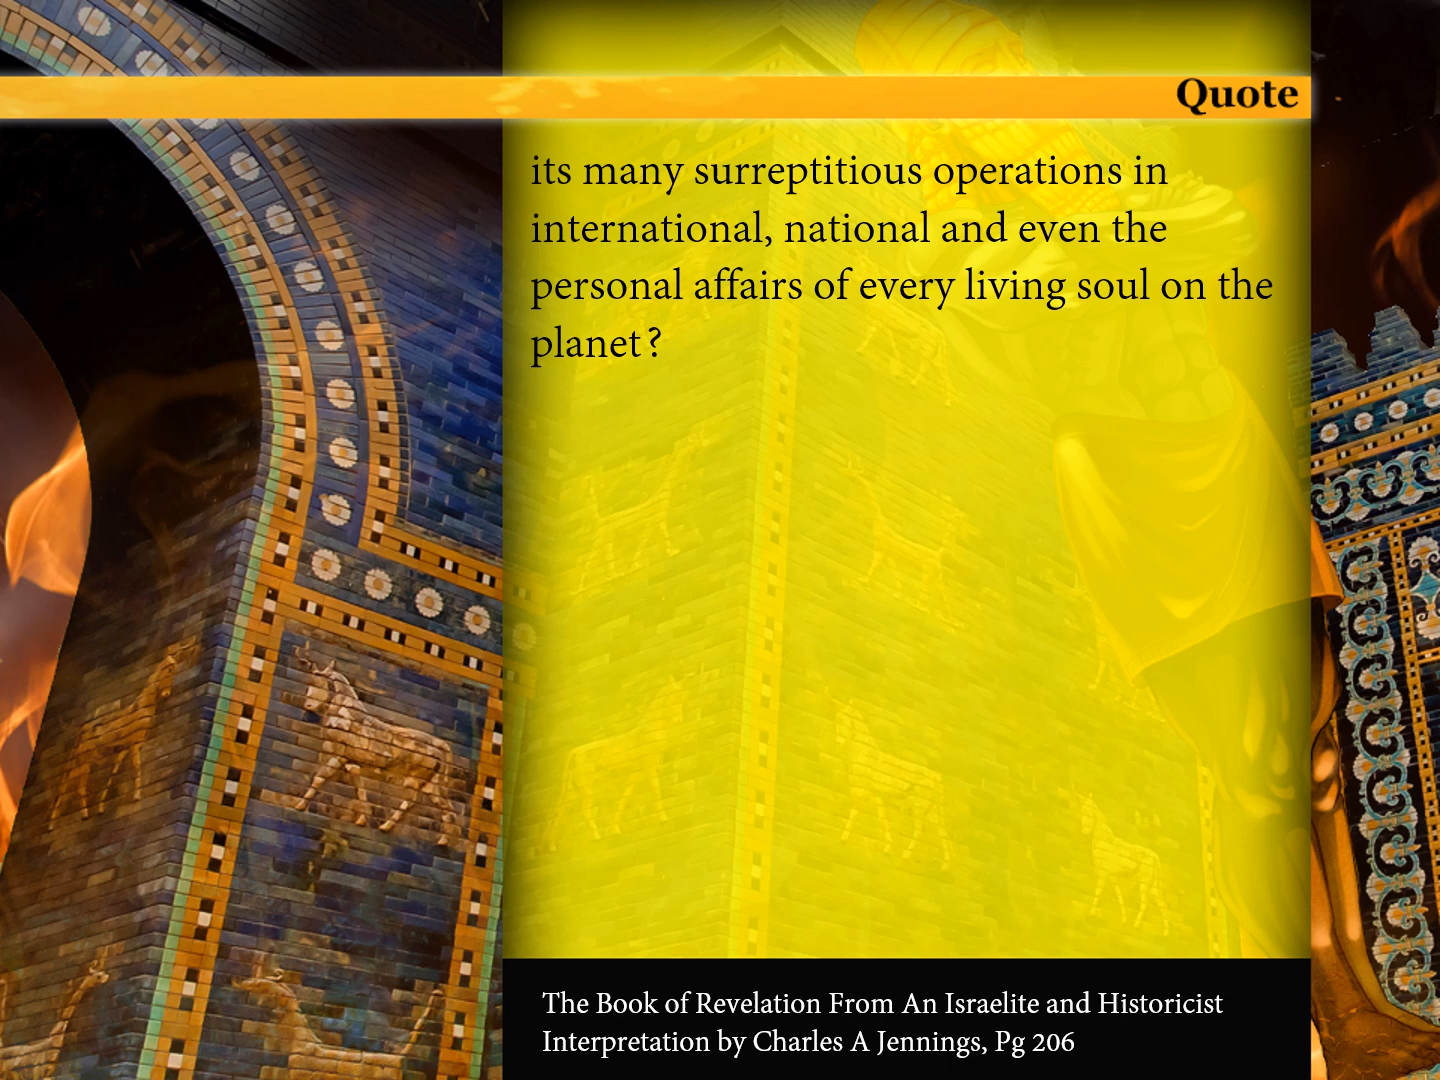 Quote
its many surreptitious operations in
international, national and even the
personal affairs of every living soul on the
planet?
The Book of Revelation From An Israelite and Historicist
Interpretation by Charles A Jennings, Pg 206